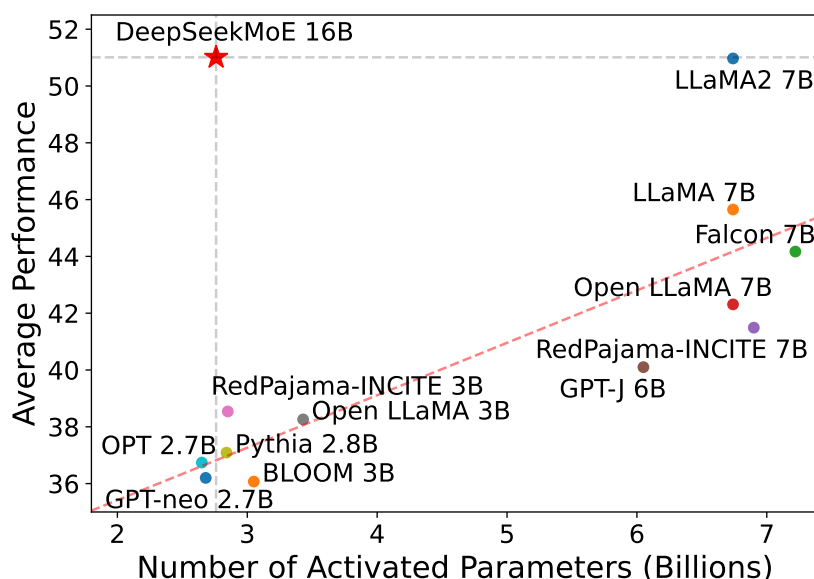 52
50
48
46
44
42
40
38
36
Average Performance
DeepSeekMoE 16B
LLaMA2 7B
LLaMA 7B
Falcon 7B
Open LLaMA 7B
RedPajama-INCITE 7B
GPT-J 6B
RedPajama-INCITE 3B
Open LLaMA 3B
OPT 2.7B
Pythia 2.8B
BLOOM 3B
GPT-neo 2.7B
2 3 4 5 6 7
Number of Activated Parameters (Billions)